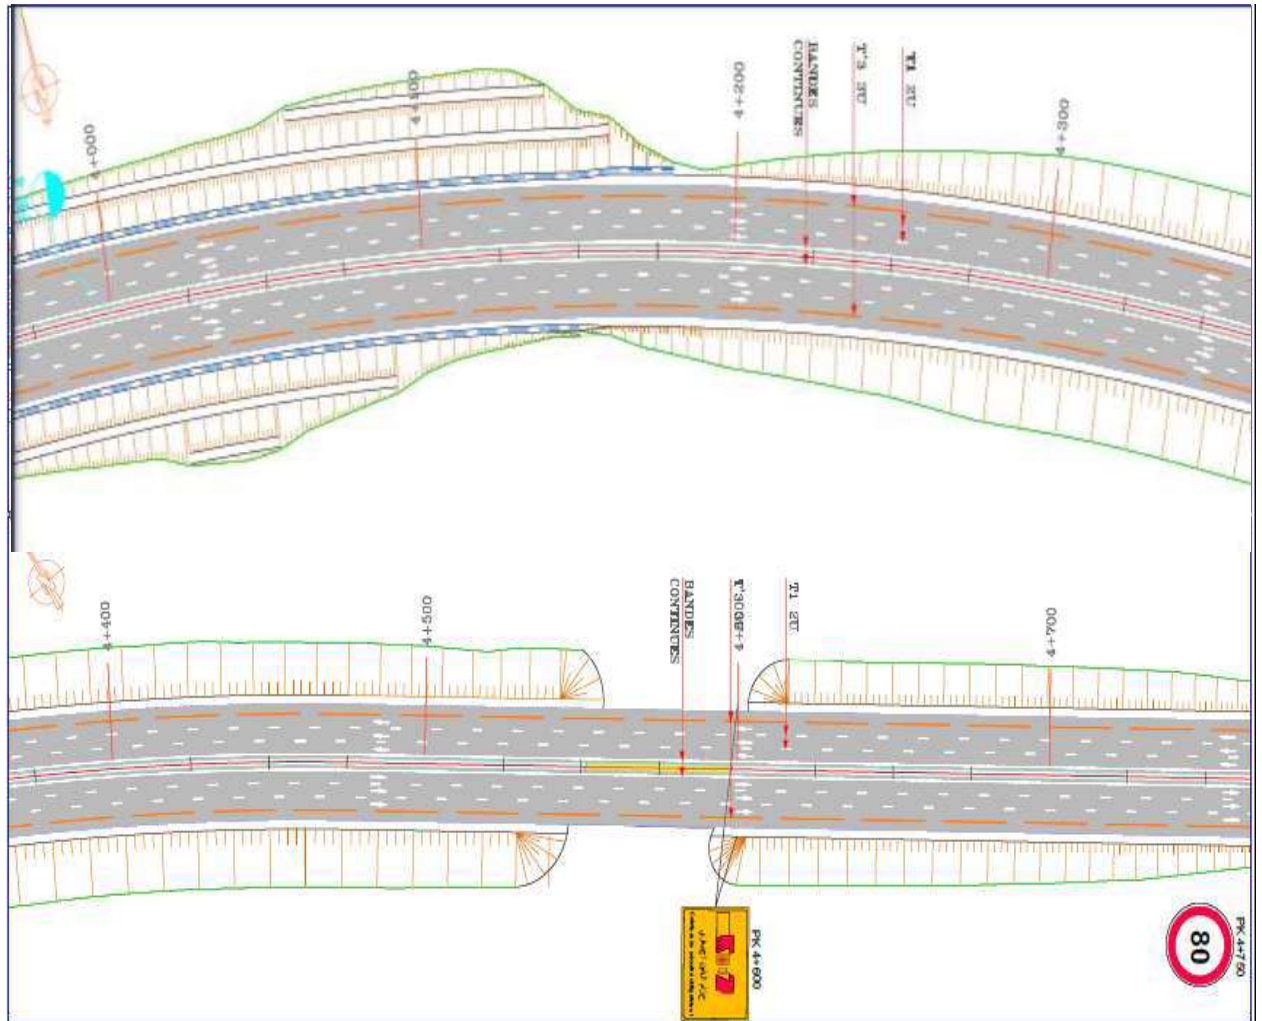 4+000
4+100
4+200
BANDES
CONTINUES
T'3 3U
T1 2U
4+300
4+400
4+500
BANDES
CONTINUES
T1 2U
4+700
PK 4+600
80
PK 4+750